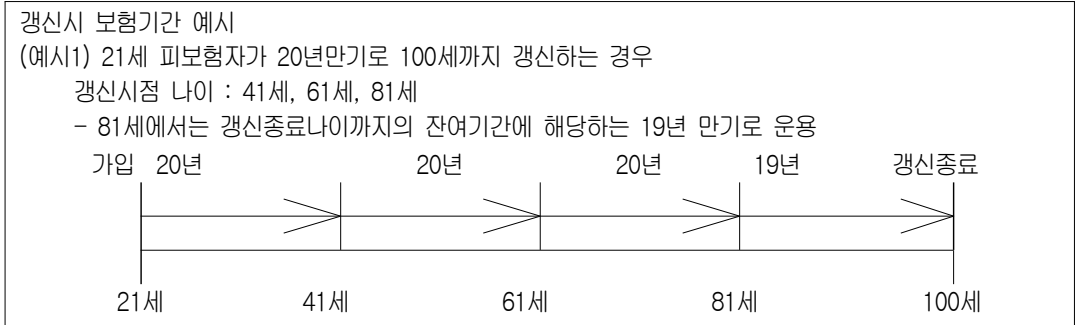 갱신시 보험기간 예시
(예시1) 21세 피보험자가 20년만기로 100세까지 갱신하는 경우
갱신시점 나이 : 41세, 61세, 81세
- 81세에서는 갱신종료나이까지의 잔여기간에 해당하는 19년 만기로 운용
가입 20년 20년 20년 19년 갱신종료
21세 41세 61세 81세 100세